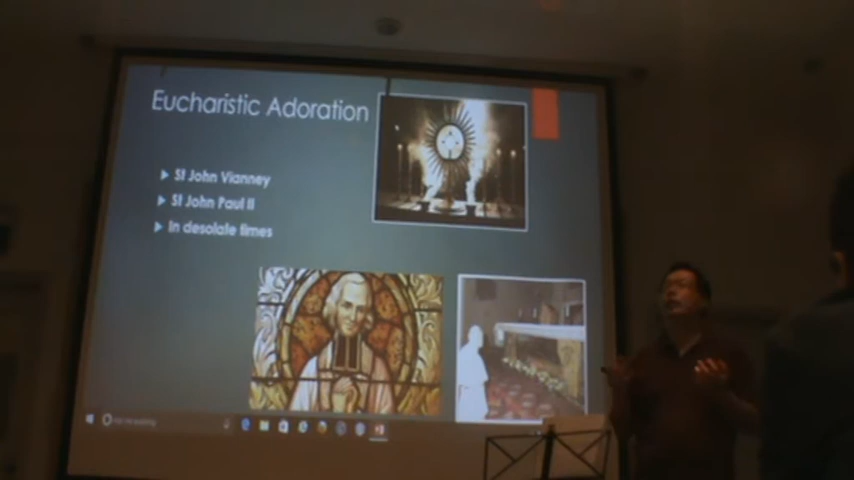 Eucharistic Adoration
St John Vianney
St John Paul II
In desolate times